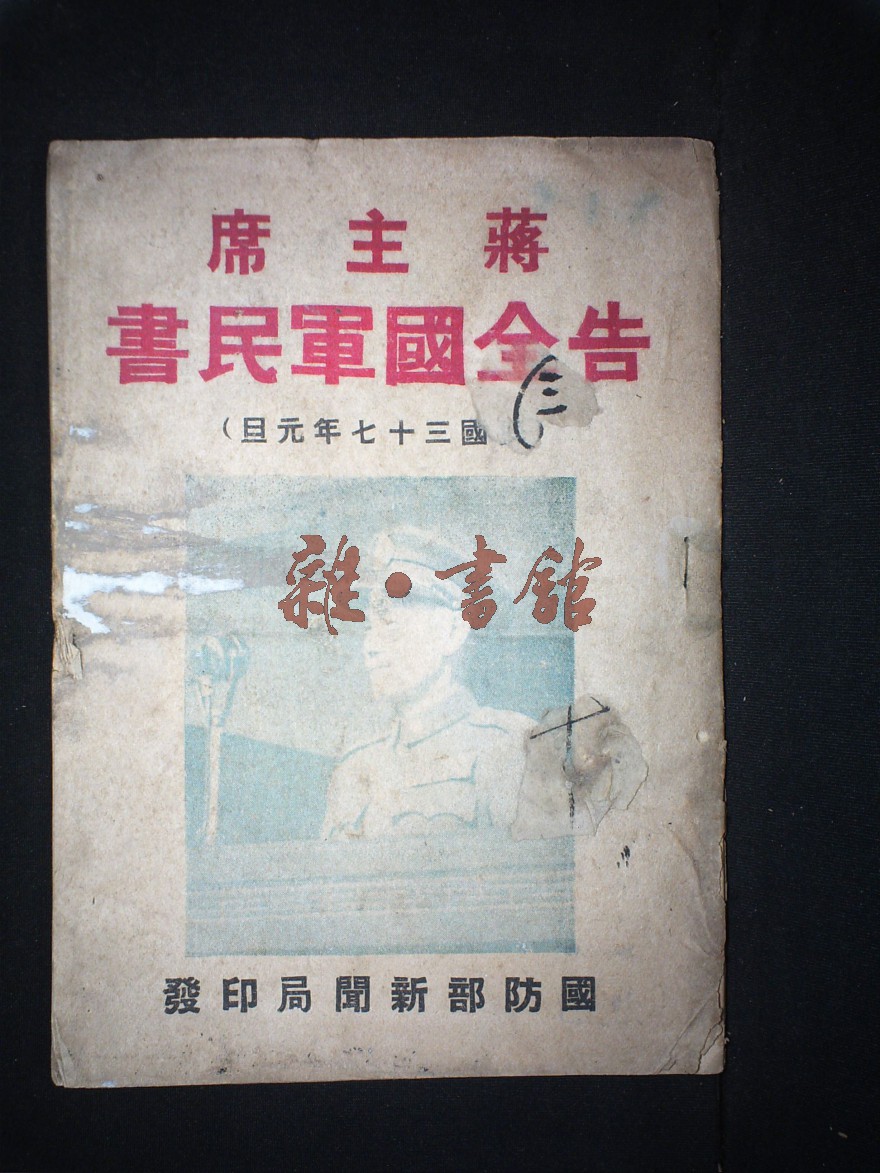 蔣主席
告全國軍民書
國三十七年元旦）
雜·書館
國防部新聞局印發
三
十